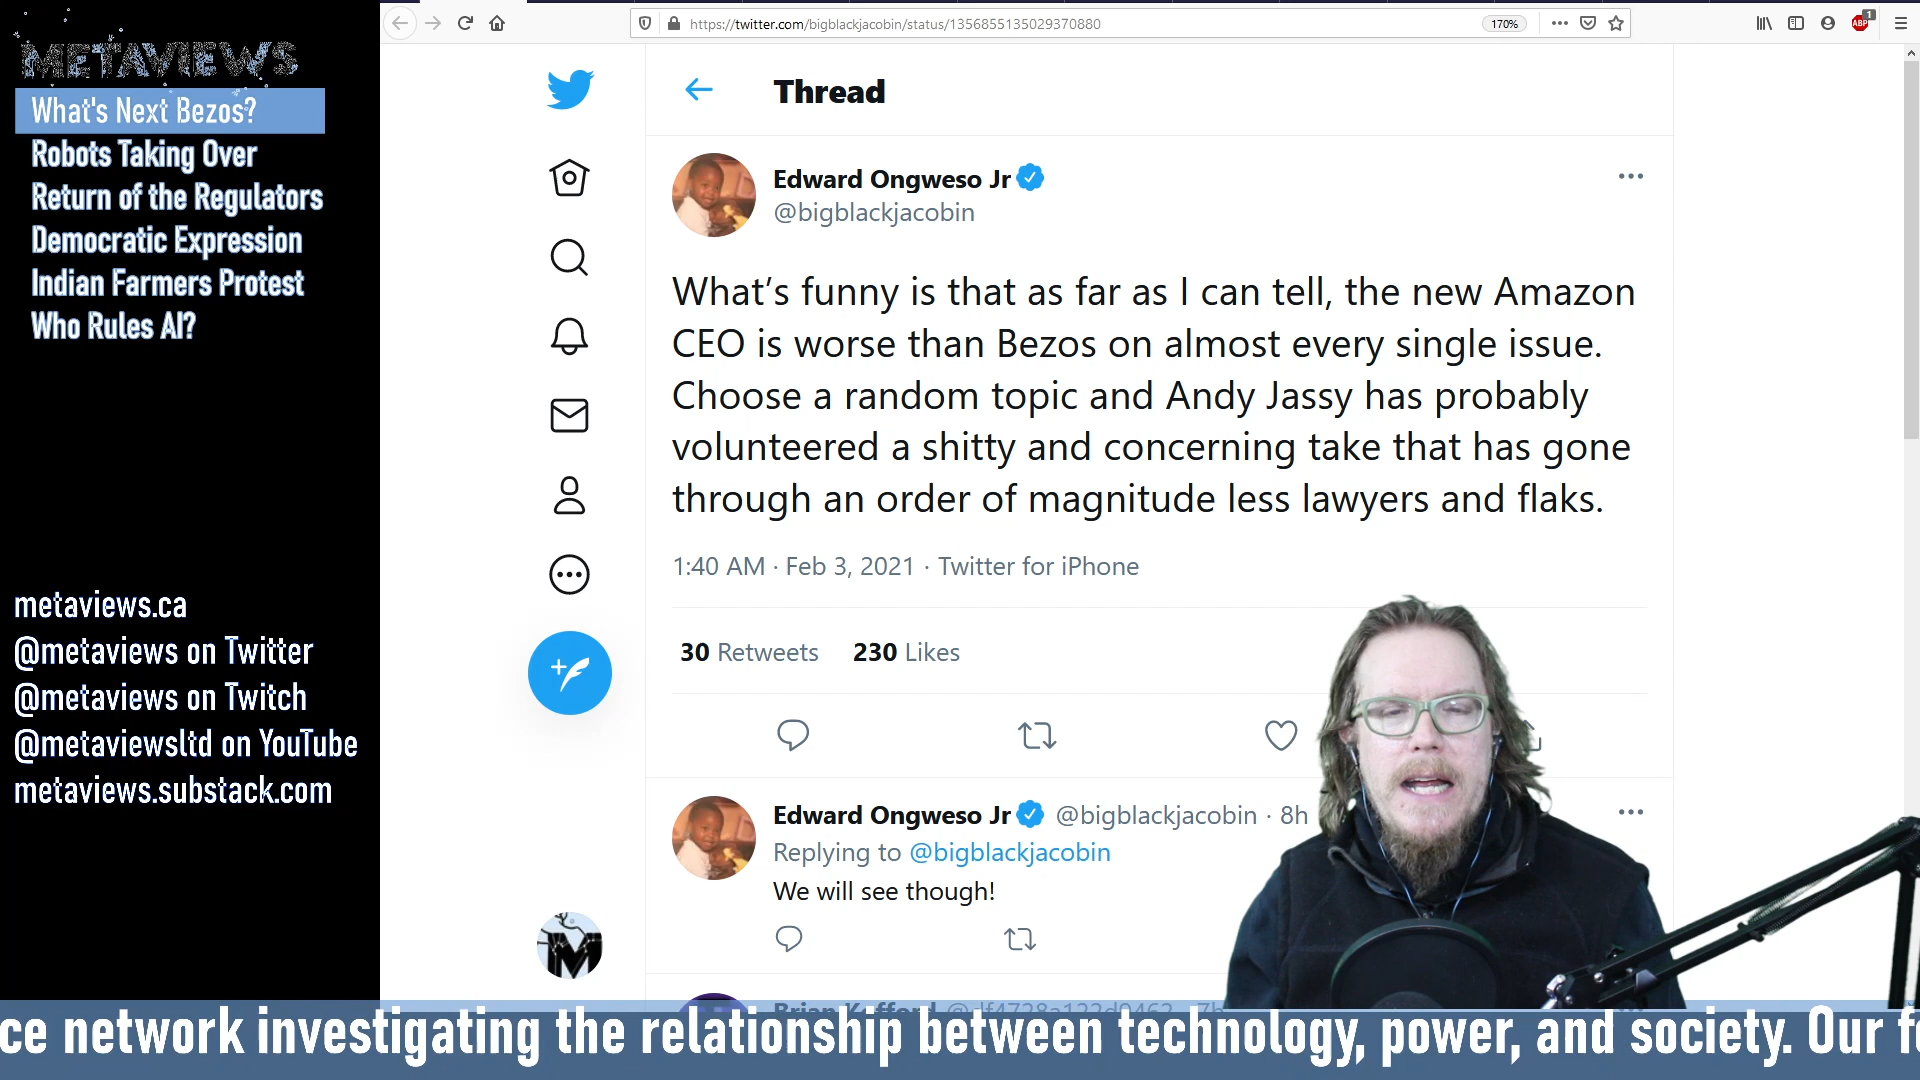 METAVIEWS
What's Next Bezos?
Robots Taking Over
Return of the Regulators
Democratic Expression
Indian Farmers Protest
Who Rules AI?
metaviews.ca
@metaviews on Twitter
@metaviews on Twitch
@metaviewsltd on YouTube
metaviews.substack.com
https://twitter.com/bigblackjacobin/status/1356855135029370880
170%
ABP
1
Thread
Edward Ongweso Jr
@bigblackjacobin
What’s funny is that as far as I can tell, the new Amazon
CEO is worse than Bezos on almost every single issue.
Choose a random topic and Andy Jassy has probably
volunteered a shitty and concerning take that has gone
through an order of magnitude less lawyers and flaks.
1:40 AM · Feb 3, 2021 · Twitter for iPhone
30 Retweets 230 Likes
Edward Ongweso Jr @bigblackjacobin · 8h
Replying to @bigblackjacobin
We will see though!
M
ce network investigating the relationship between technology, power, and society. Our f